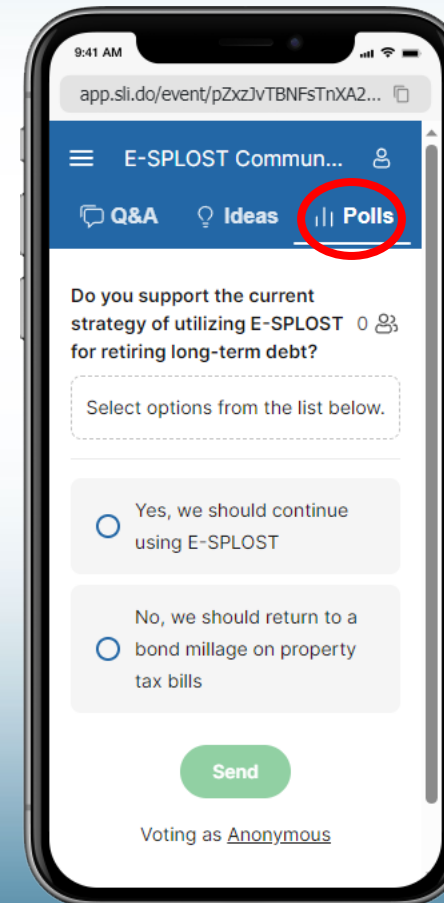 9:41 AM
app.sli.do/event/pZxzJvTBNFsTnXA2...
E-SPLOST Commun...
Q&A Ideas Polls
Do you support the current
strategy of utilizing E-SPLOST 0
for retiring long-term debt?
Select options from the list below.
Yes, we should continue
using E-SPLOST
No, we should return to a
bond millage on property
tax bills
Send
Voting as Anonymous